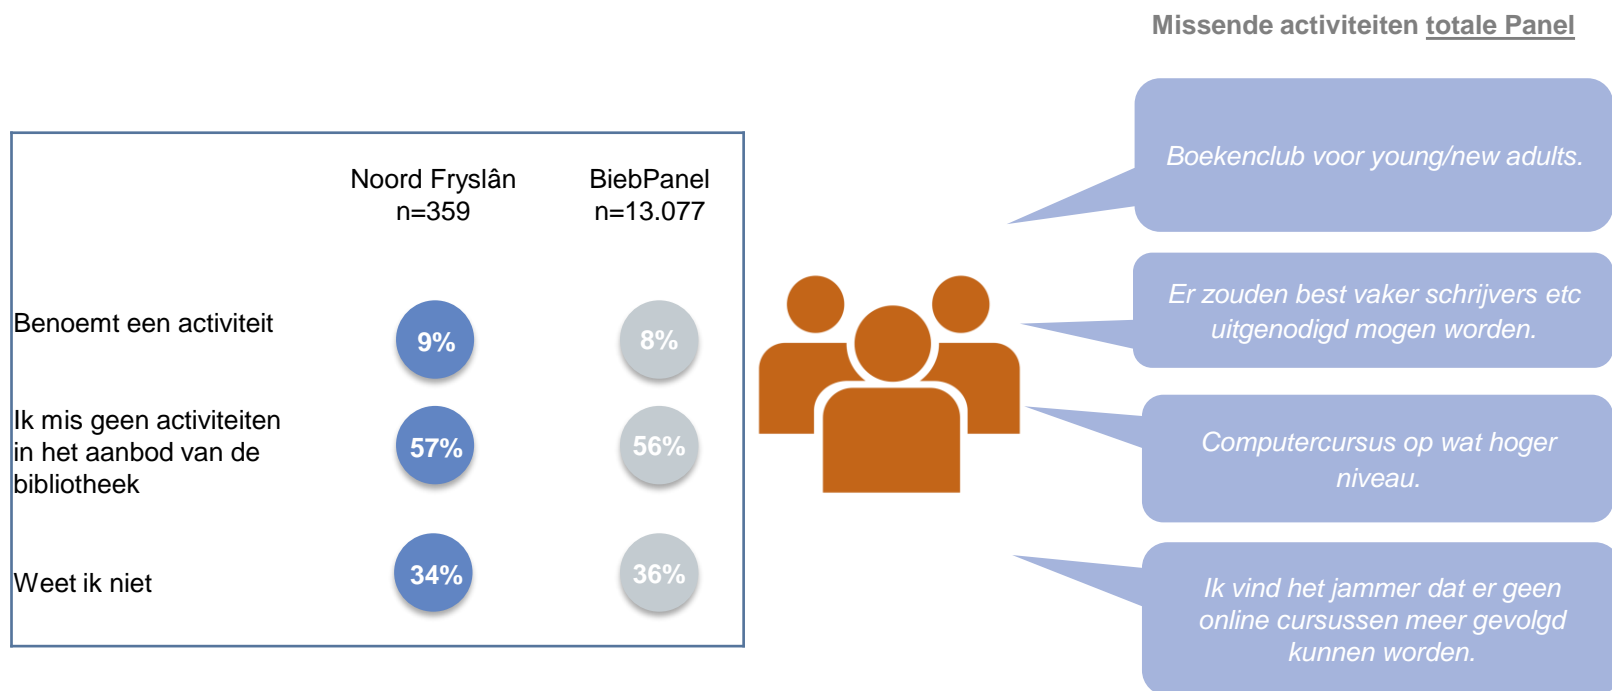 Missende activiteiten totale Panel
Noord Fryslân
n=359
BiebPanel
n=13.077
Benoemt een activiteit
9%
8%
Ik mis geen activiteiten
in het aanbod van de
bibliotheek
57%
56%
Weet ik niet
34%
36%
Boekenclub voor young/new adults.
Er zouden best vaker schrijvers etc
uitgenodigd mogen worden.
Computercursus op wat hoger
niveau.
Ik vind het jammer dat er geen
online cursussen meer gevolgd
kunnen worden.